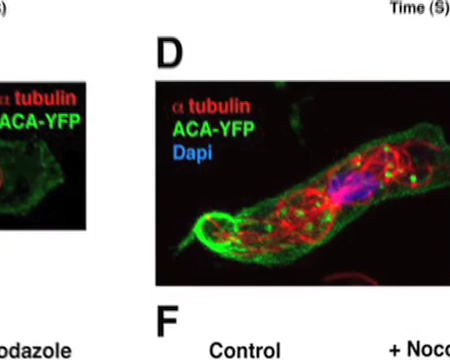 Time (S)
D
α tubulin
ACA-YFP
α tubulin
ACA-YFP
Dapi
F
Control